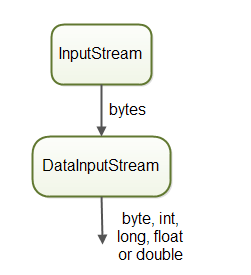 InputStream
bytes
DataInputStream
byte, int,
long, float
or double